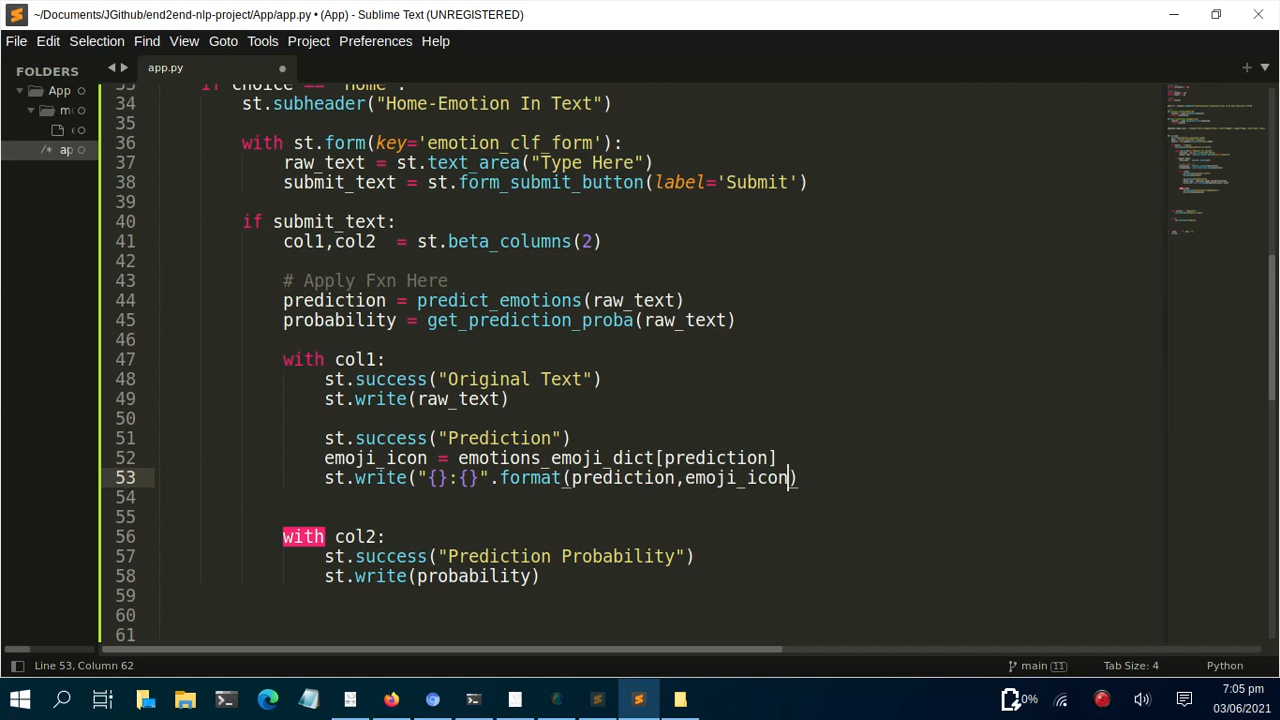 ~/Documents/JGithub/end2end-nlp-project/App/app.py • (App) - Sublime Text (UNREGISTERED)
File Edit Selection Find View Goto Tools Project Preferences Help
FOLDERS
App
m
ap
app.py
if choice == "Home":
34 st.subheader("Home-Emotion In Text")
35
36 with st.form(key='emotion_clf_form'):
37 raw_text = st.text_area("Type Here")
38 submit_text = st.form_submit_button(label='Submit')
39
40 if submit_text:
41 col1,col2  = st.beta_columns(2)
42
43 # Apply Fxn Here
44 prediction = predict_emotions(raw_text)
45 probability = get_prediction_proba(raw_text)
46
47 with col1:
48 st.success("Original Text")
49 st.write(raw_text)
50
51 st.success("Prediction")
52 emoji_icon = emotions_emoji_dict[prediction]
53 st.write("{}:{}".format(prediction,emoji_icon)
54
55
56 with col2:
57 st.success("Prediction Probability")
58 st.write(probability)
59
60
61
Line 53, Column 62
main 11
Tab Size: 4
Python
0%
7:05 pm
03/06/2021